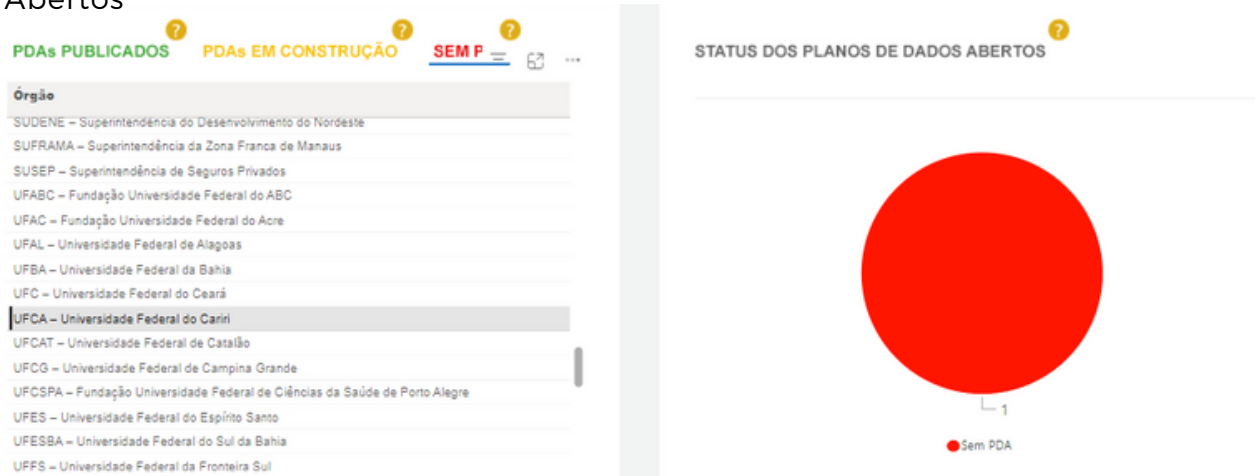 Abertos
PDAs PUBLICADOS
?
PDAs EM CONSTRUÇÃO
?
SEM P
?
Órgão
SUDENE – Superintendência do Desenvolvimento do Nordeste
SUFRAMA – Superintendência da Zona Franca de Manaus
SUSEP – Superintendência de Seguros Privados
UFABC – Fundação Universidade Federal do ABC
UFAC – Fundação Universidade Federal do Acre
UFAL – Universidade Federal de Alagoas
UFBA – Universidade Federal da Bahia
UFC – Universidade Federal do Ceará
UFCA – Universidade Federal do Cariri
UFCAT – Universidade Federal de Catalão
UFCG – Universidade Federal de Campina Grande
UFCSPA – Fundação Universidade Federal de Ciências da Saúde de Porto Alegre
UFES – Universidade Federal do Espírito Santo
UFESBA – Universidade Federal do Sul da Bahia
UFFS – Universidade Federal da Fronteira Sul
STATUS DOS PLANOS DE DADOS ABERTOS
?
1
Sem PDA